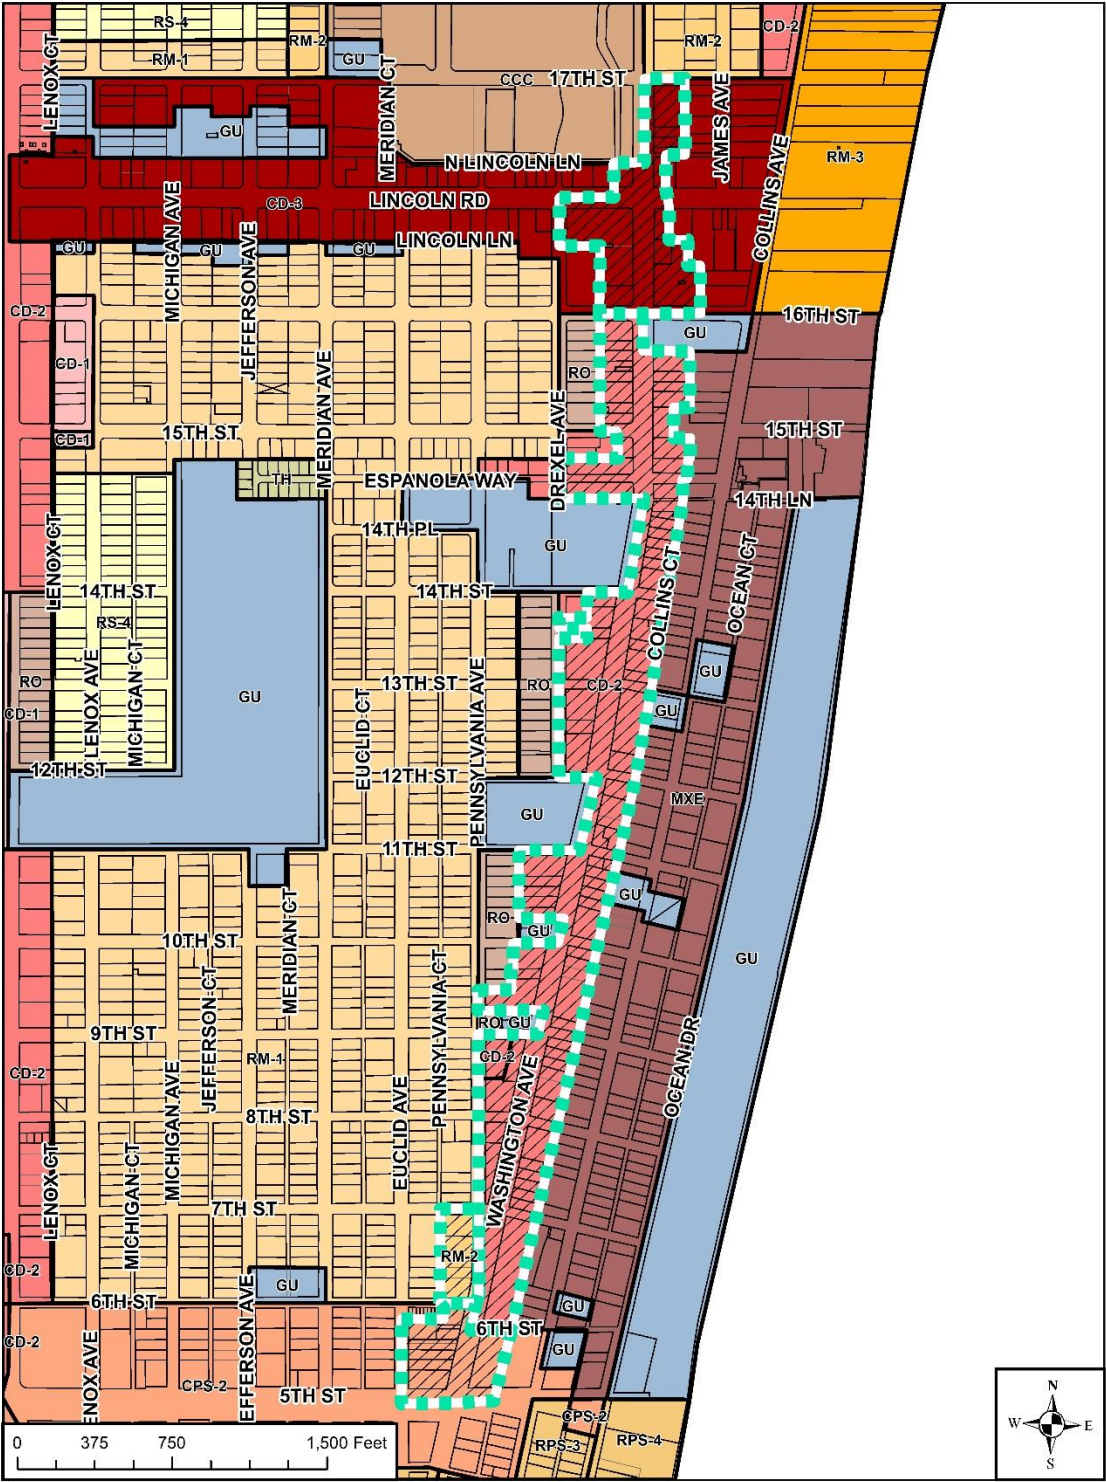 RS-4
CD-2
RM-2
RM-2
LENOX CT
RM-1
GU
MERIDIAN CT
CCC
17TH ST
JAMES AVE
GU
RM-3
N LINCOLN LN
COLLINS AVE
MICHIGAN AVE
CD-3
LINCOLN RD
LINCOLN LN
GU
GU
GU
JEFFERSON AVE
CD-2
16TH ST
GU
CD-1
MERIDIAN AVE
RO
DREXEL AVE
15TH ST
15TH ST
CD-1
TH
ESPANOLA WAY
14TH LN
14TH PL
GU
LENOX CT
OCEAN CT
14TH ST
14TH ST
COLLINS CT
RS-4
GU
RO
LENOX AVE
MICHIGAN CT
GU
EUCLID CT
13TH ST
PENNSYLVANIA AVE
RO
CD-2
CD-1
GU
12TH ST
12TH ST
MXE
GU
11TH ST
GU
MERIDIAN CT
RO
GU
10TH ST
PENNSYLVANIA CT
GU
JEFFERSON CT
9TH ST
RO
GU
OCEAN DR
RM-1
CD-2
CD-2
MICHIGAN AVE
EUCLID AVE
WASHINGTON AVE
8TH ST
LENOX CT
MICHIGAN CT
7TH ST
RM-2
CD-2
GU
6TH ST
GU
6TH ST
CD-2
GU
ENOX AVE
EFFERSON AVE
CPS-2
5TH ST
CPS-2
RPS-3
RPS-4
0 375 750 1,500 Feet
N
W E
S